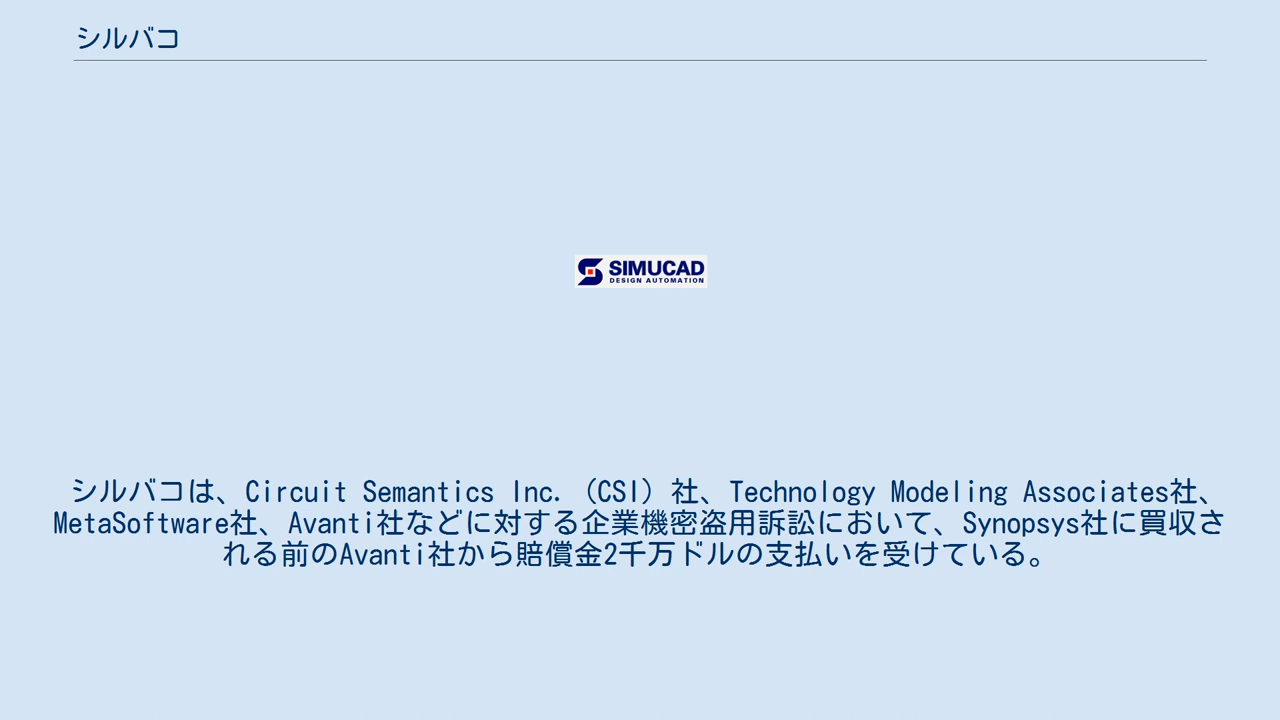 シルバコ
SIMUCAD
DESIGN AUTOMATION
シルバコは、Circuit Semantics Inc.（CSI）社、Technology Modeling Associates社、
MetaSoftware社、Avanti社などに対する企業機密盗用訴訟において、Synopsys社に買収さ
れる前のAvanti社から賠償金2千万ドルの支払いを受けている。